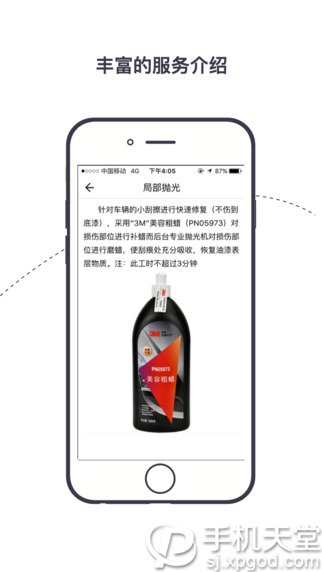 丰富的服务介绍
中国移动 4G 下午4:05 87%
局部抛光
针对车辆的小刮擦进行快速修复（不伤到
底漆），采用"3M"美容粗蜡（PN05973）对
损伤部位进行补蜡而后台专业抛光机对损伤部
位进行磨蜡，使刮痕处充分吸收，恢复油漆表
层物质。注：此工时不超过3分钟
3M
PN05973
美容粗蜡
手机天堂
sj.xpgod.com